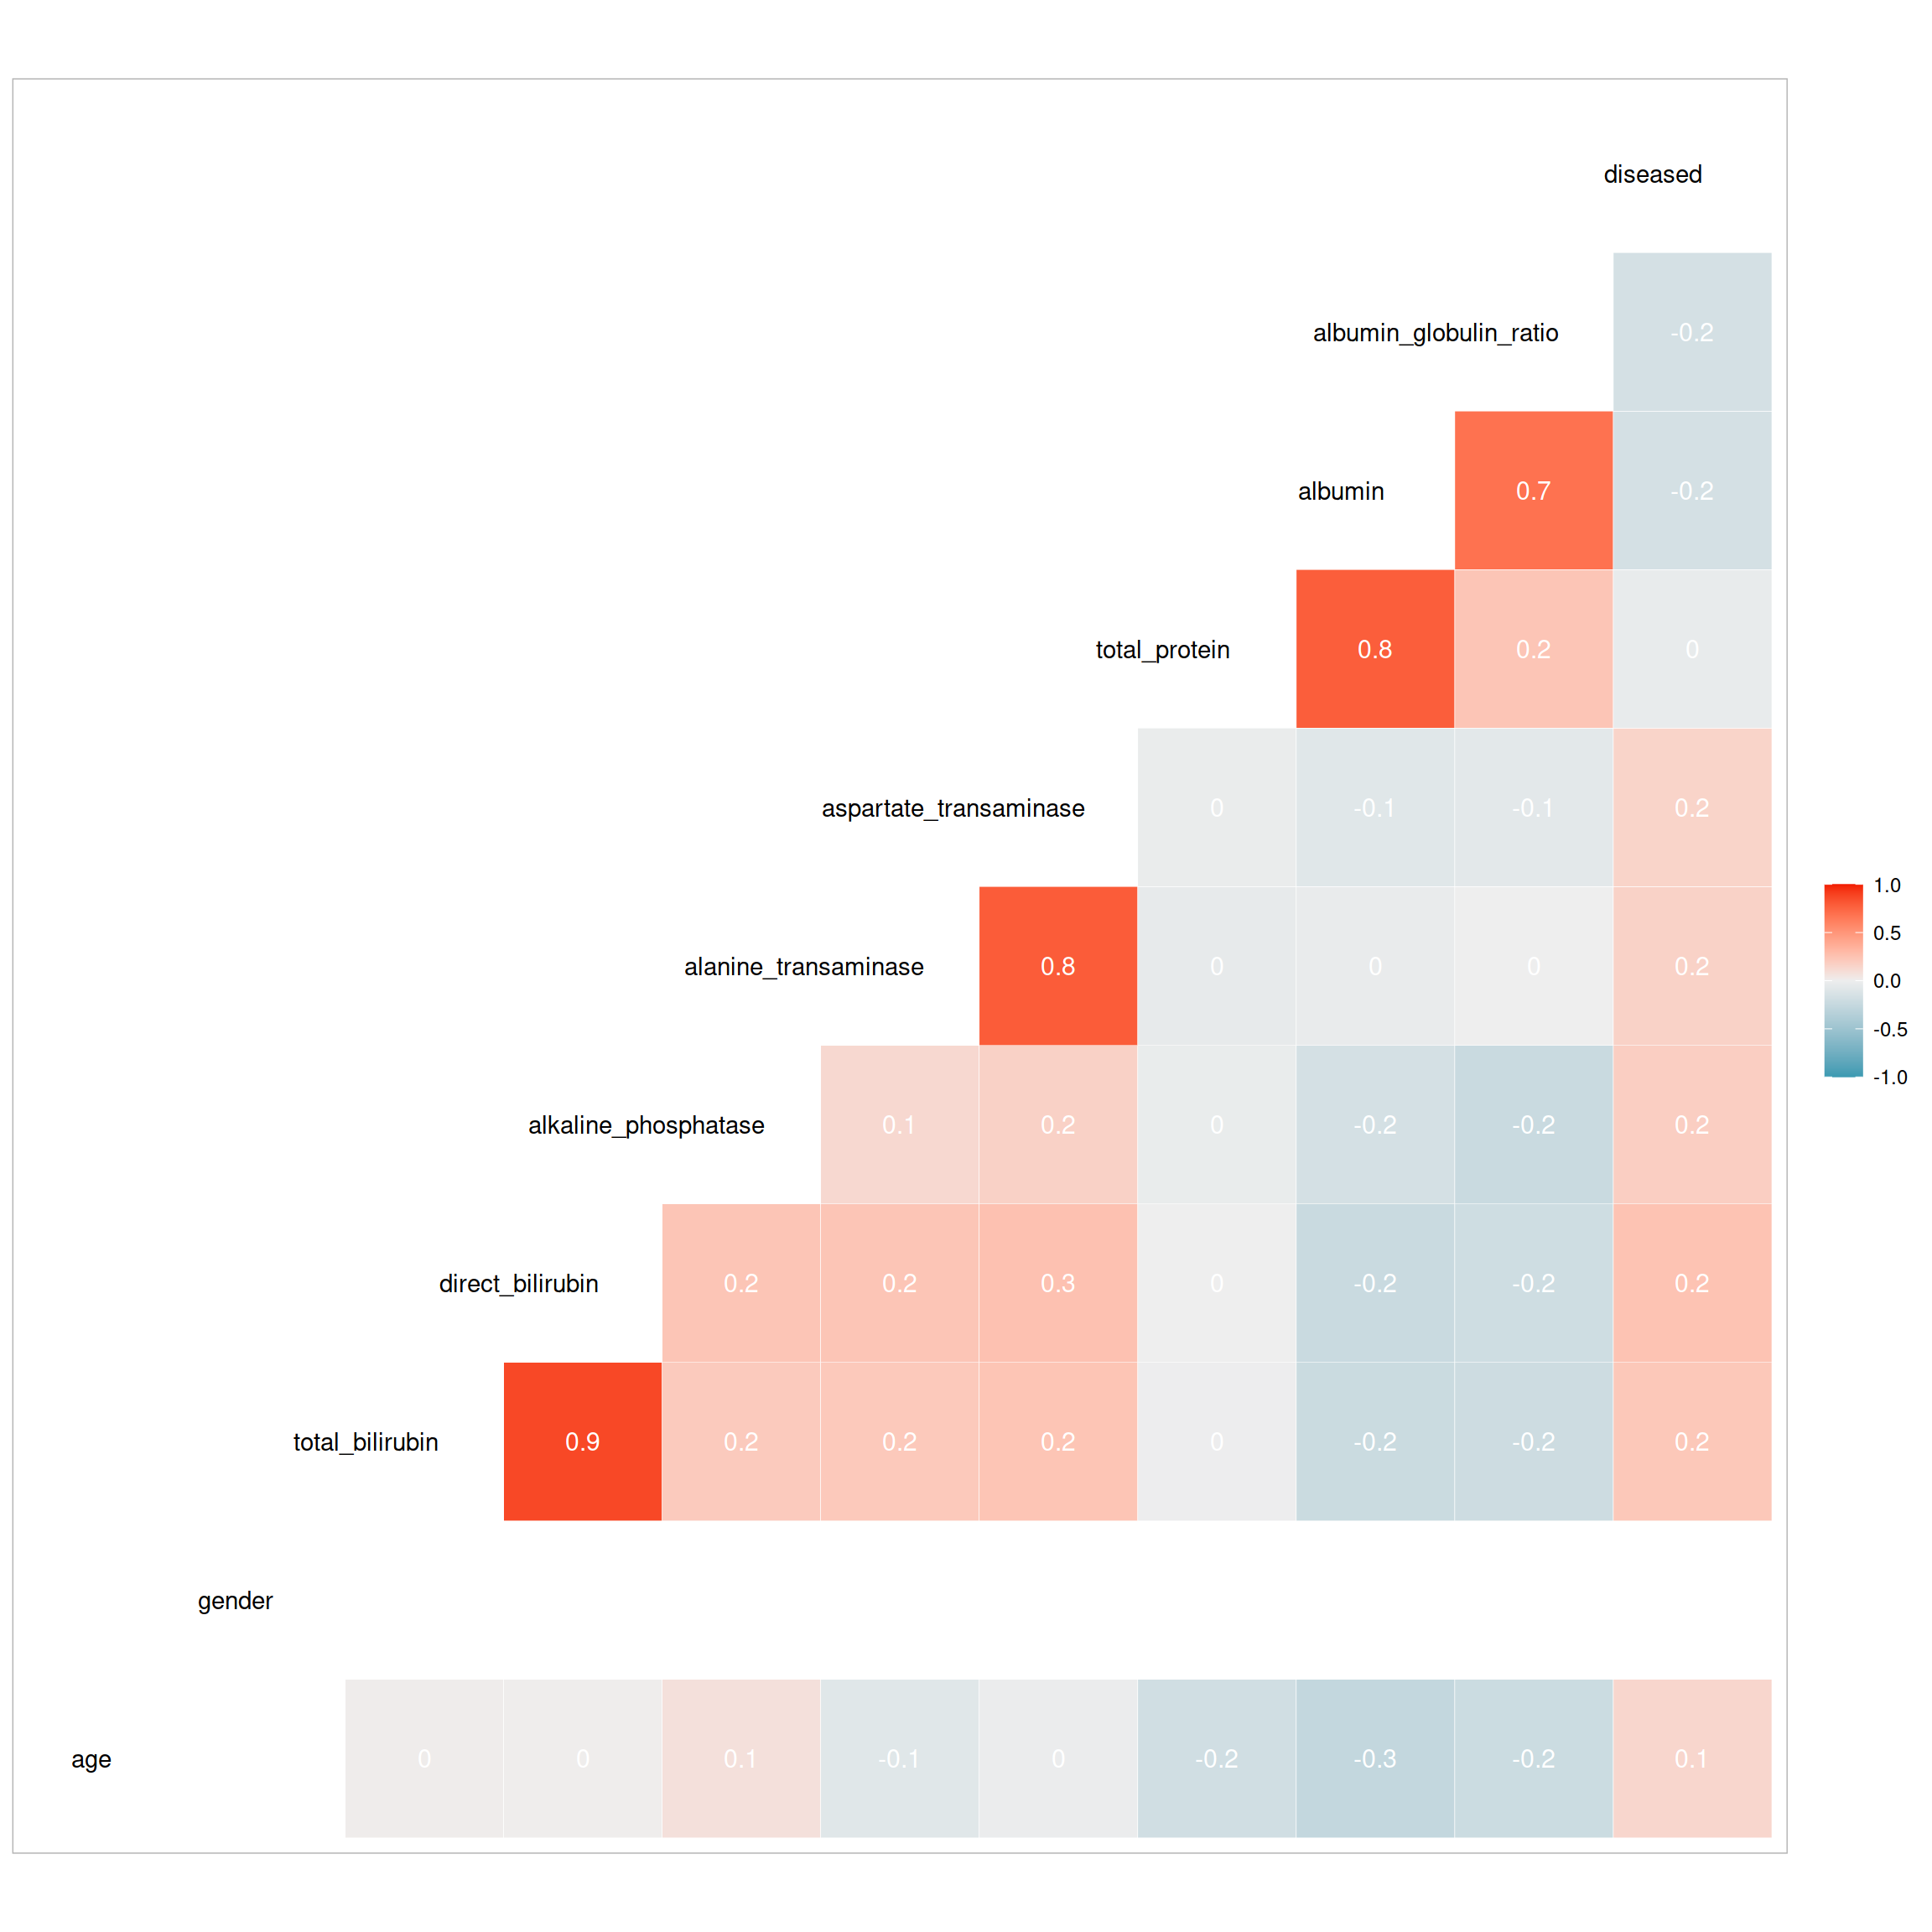 diseased
albumin_globulin_ratio -0.2
albumin 0.7 -0.2
total_protein 0.8 0.2 0
aspartate_transaminase 0 -0.1 -0.1 0.2
alanine_transaminase 0.8 0 0 0 0.2
alkaline_phosphatase 0.1 0.2 0 -0.2 -0.2 0.2
direct_bilirubin 0.2 0.2 0.3 0 -0.2 -0.2 0.2
total_bilirubin 0.9 0.2 0.2 0.2 0 -0.2 -0.2 0.2
gender
age 0 0 0.1 -0.1 0 -0.2 -0.3 -0.2 0.1
1.0
0.5
0.0
-0.5
-1.0